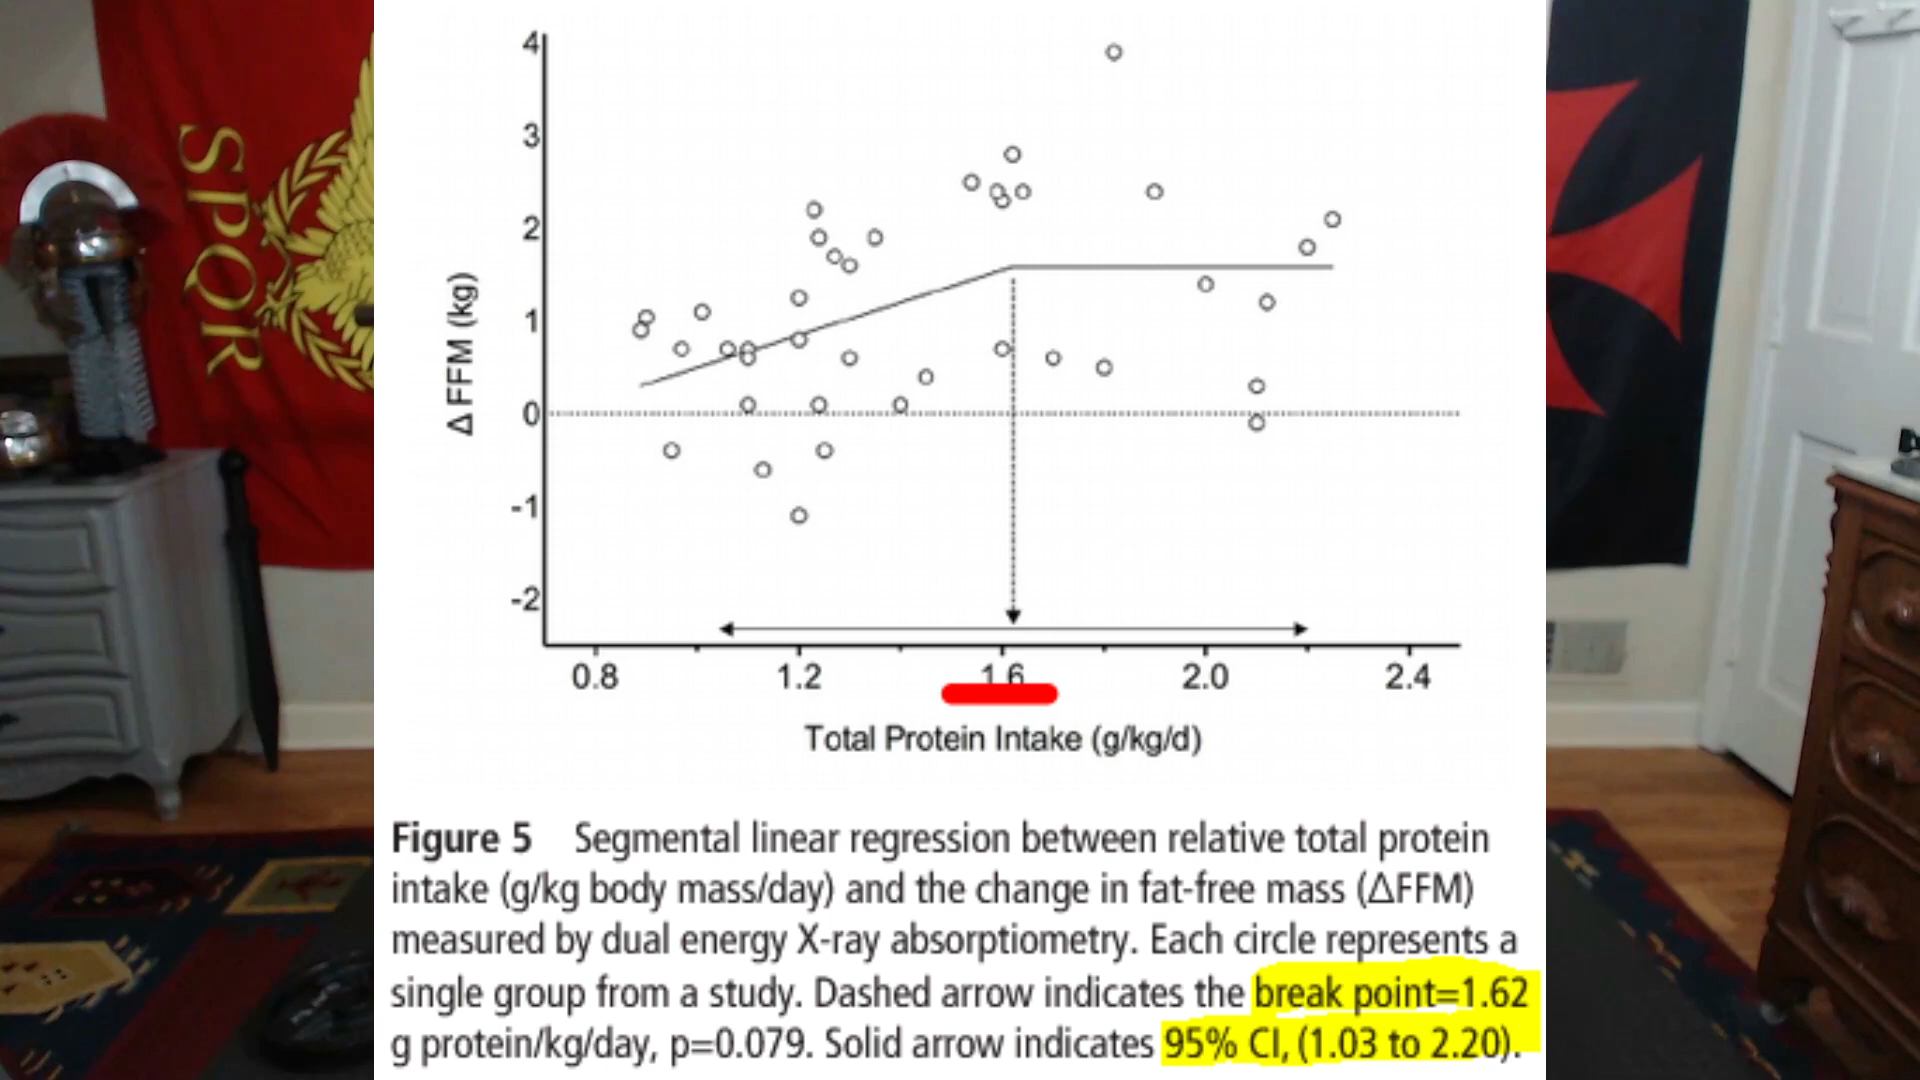 SPQR
4
3
2
1
0
-1
-2
Δ FFM (kg)
0.8 1.2 1.6 2.0 2.4
Total Protein Intake (g/kg/d)
Figure 5 Segmental linear regression between relative total protein
intake (g/kg body mass/day) and the change in fat-free mass (ΔFFM)
measured by dual energy X-ray absorptiometry. Each circle represents a
single group from a study. Dashed arrow indicates the break point=1.62
g protein/kg/day, p=0.079. Solid arrow indicates 95% CI, (1.03 to 2.20).